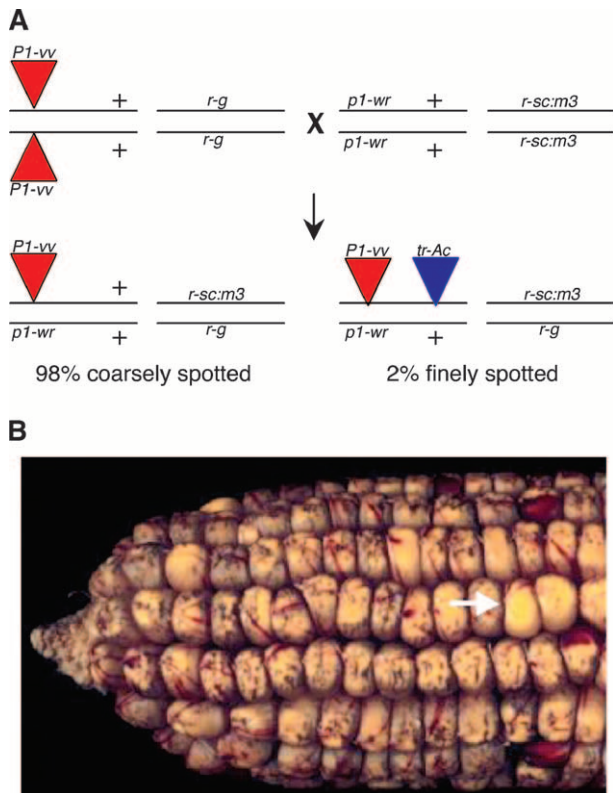 A
P1-vv
+
r-g
X
p1-wr
+
r-sc:m3
+
r-g
p1-wr
+
r-sc:m3
P1-vv
P1-vv
+
r-sc:m3
P1-vv
tr-Ac
r-sc:m3
p1-wr
+
r-g
p1-wr
+
r-g
98% coarsely spotted
2% finely spotted
B